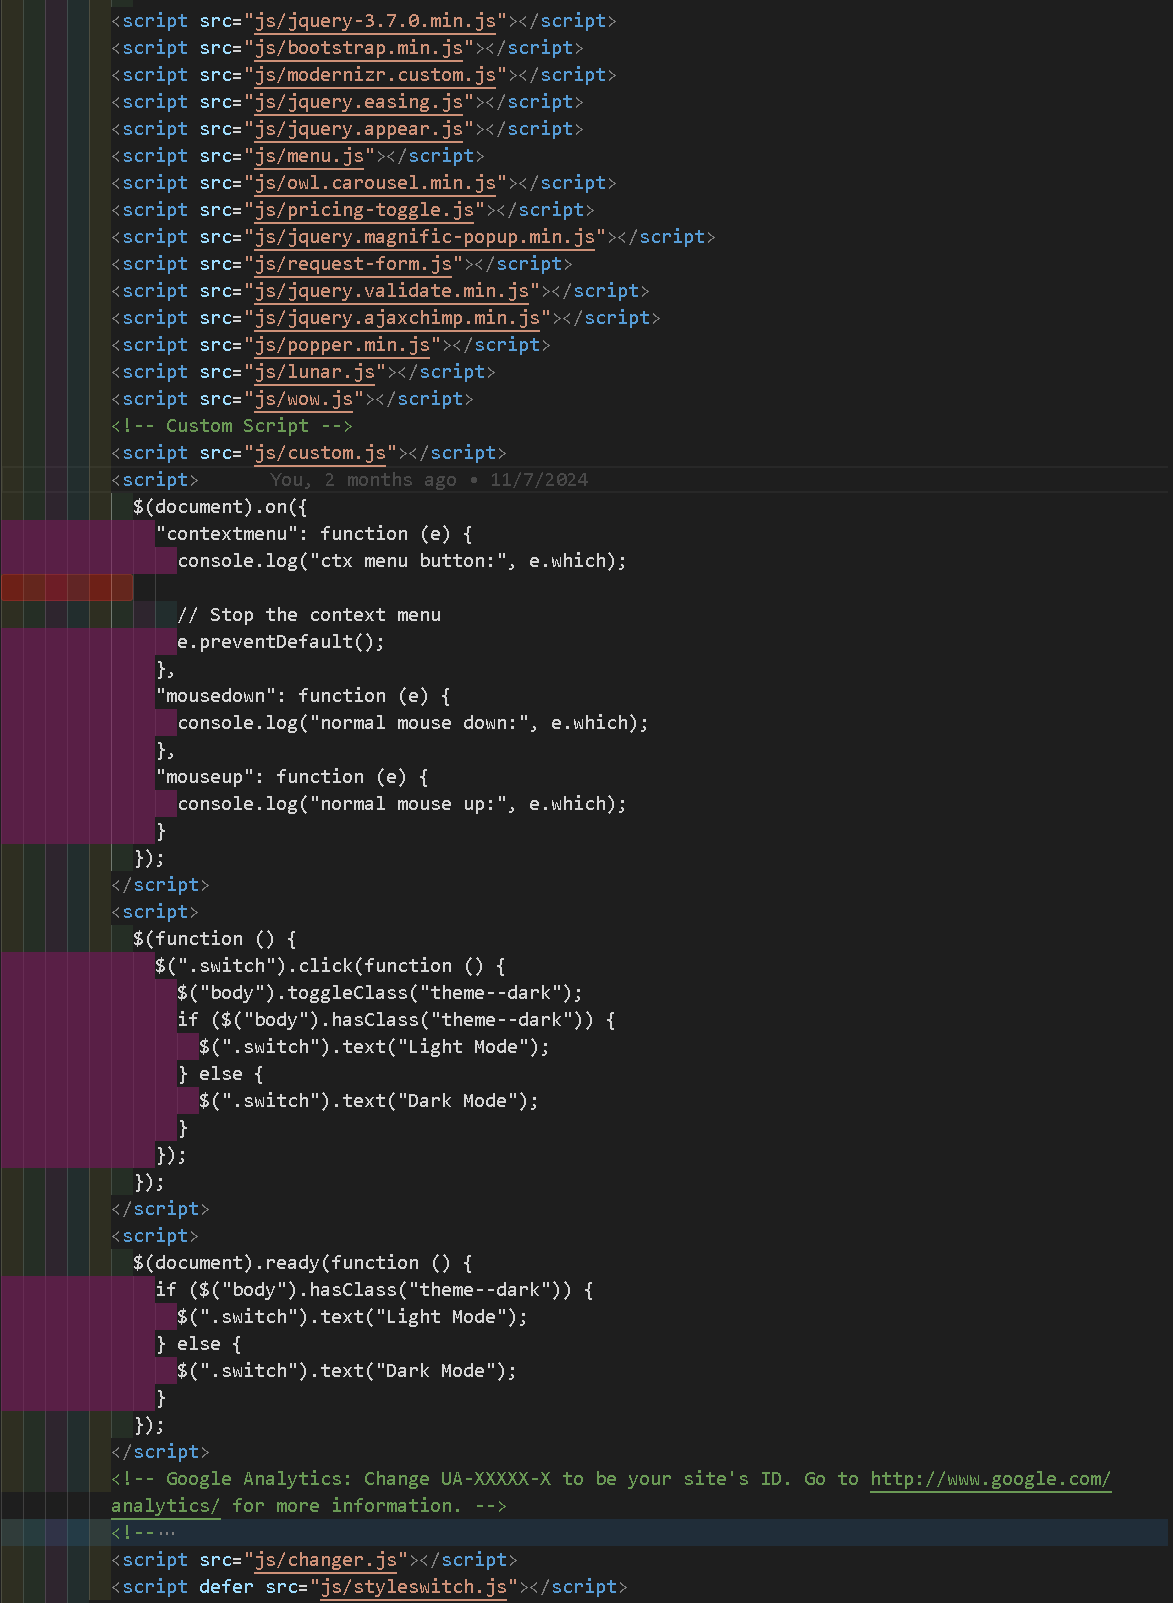 <script src="js/jquery-3.7.0.min.js"></script>
<script src="js/bootstrap.min.js"></script>
<script src="js/modernizr.custom.js"></script>
<script src="js/jquery.easing.js"></script>
<script src="js/jquery.appear.js"></script>
<script src="js/menu.js"></script>
<script src="js/owl.carousel.min.js"></script>
<script src="js/pricing-toggle.js"></script>
<script src="js/jquery.magnific-popup.min.js"></script>
<script src="js/request-form.js"></script>
<script src="js/jquery.validate.min.js"></script>
<script src="js/jquery.ajaxchimp.min.js"></script>
<script src="js/popper.min.js"></script>
<script src="js/lunar.js"></script>
<script src="js/wow.js"></script>
<!-- Custom Script -->
<script src="js/custom.js"></script>
<script> You, 2 months ago • 11/7/2024
$(document).on({
"contextmenu": function (e) {
console.log("ctx menu button:", e.which);
// Stop the context menu
e.preventDefault();
},
"mousedown": function (e) {
console.log("normal mouse down:", e.which);
},
"mouseup": function (e) {
console.log("normal mouse up:", e.which);
}
});
</script>
<script>
$(function () {
$(".switch").click(function () {
$("body").toggleClass("theme--dark");
if ($("body").hasClass("theme--dark")) {
$(".switch").text("Light Mode");
} else {
$(".switch").text("Dark Mode");
}
});
});
</script>
<script>
$(document).ready(function () {
if ($("body").hasClass("theme--dark")) {
$(".switch").text("Light Mode");
} else {
$(".switch").text("Dark Mode");
}
});
</script>
<!-- Google Analytics: Change UA-XXXXX-X to be your site's ID. Go to http://www.google.com/
analytics/ for more information. -->
<!--⋯
<script src="js/changer.js"></script>
<script defer src="js/styleswitch.js"></script>